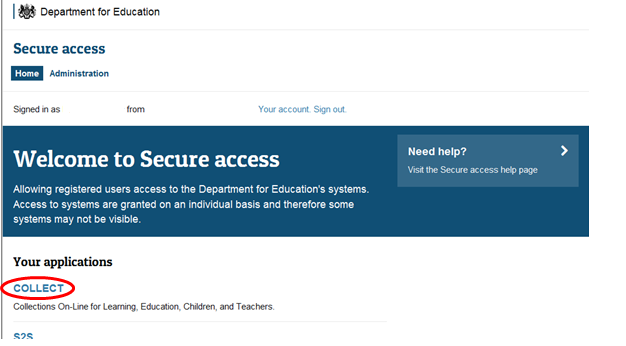 Department for Education
Secure access
Home Administration
Signed in as from Your account. Sign out.
Welcome to Secure access
Allowing registered users access to the Department for Education's systems.
Access to systems are granted on an individual basis and therefore some
systems may not be visible.
Need help?
Visit the Secure access help page
Your applications
COLLECT
Collections On-Line for Learning, Education, Children, and Teachers.
S2S